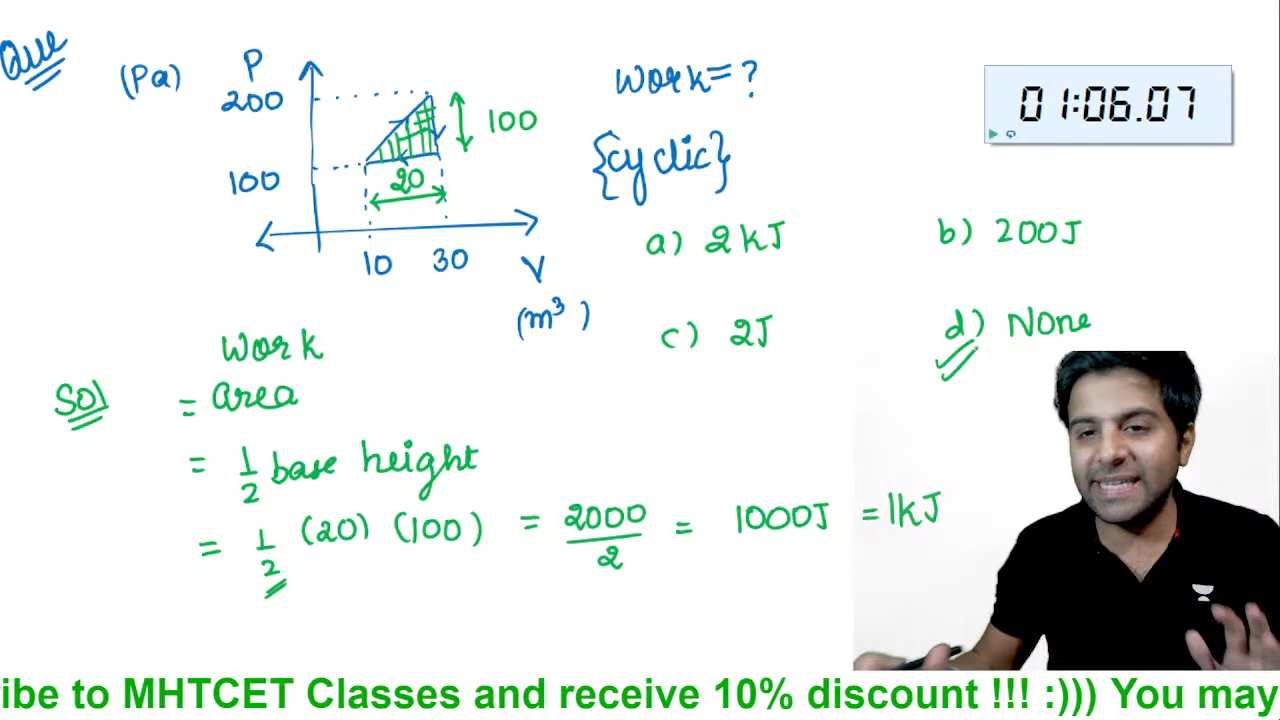 Que
(Pa) P
200
100
100
20
10 30 V
(m³)
Work = ?
{cyclic}
01:06.07
a) 2 kJ b) 200J
c) 2J d) None
Sol Work
= area
= 1/2 base height
= 1/2 (20) (100) = 2000/2 = 1000J = 1kJ
ibe to MHTCET Classes and receive 10% discount !!! :))) You may